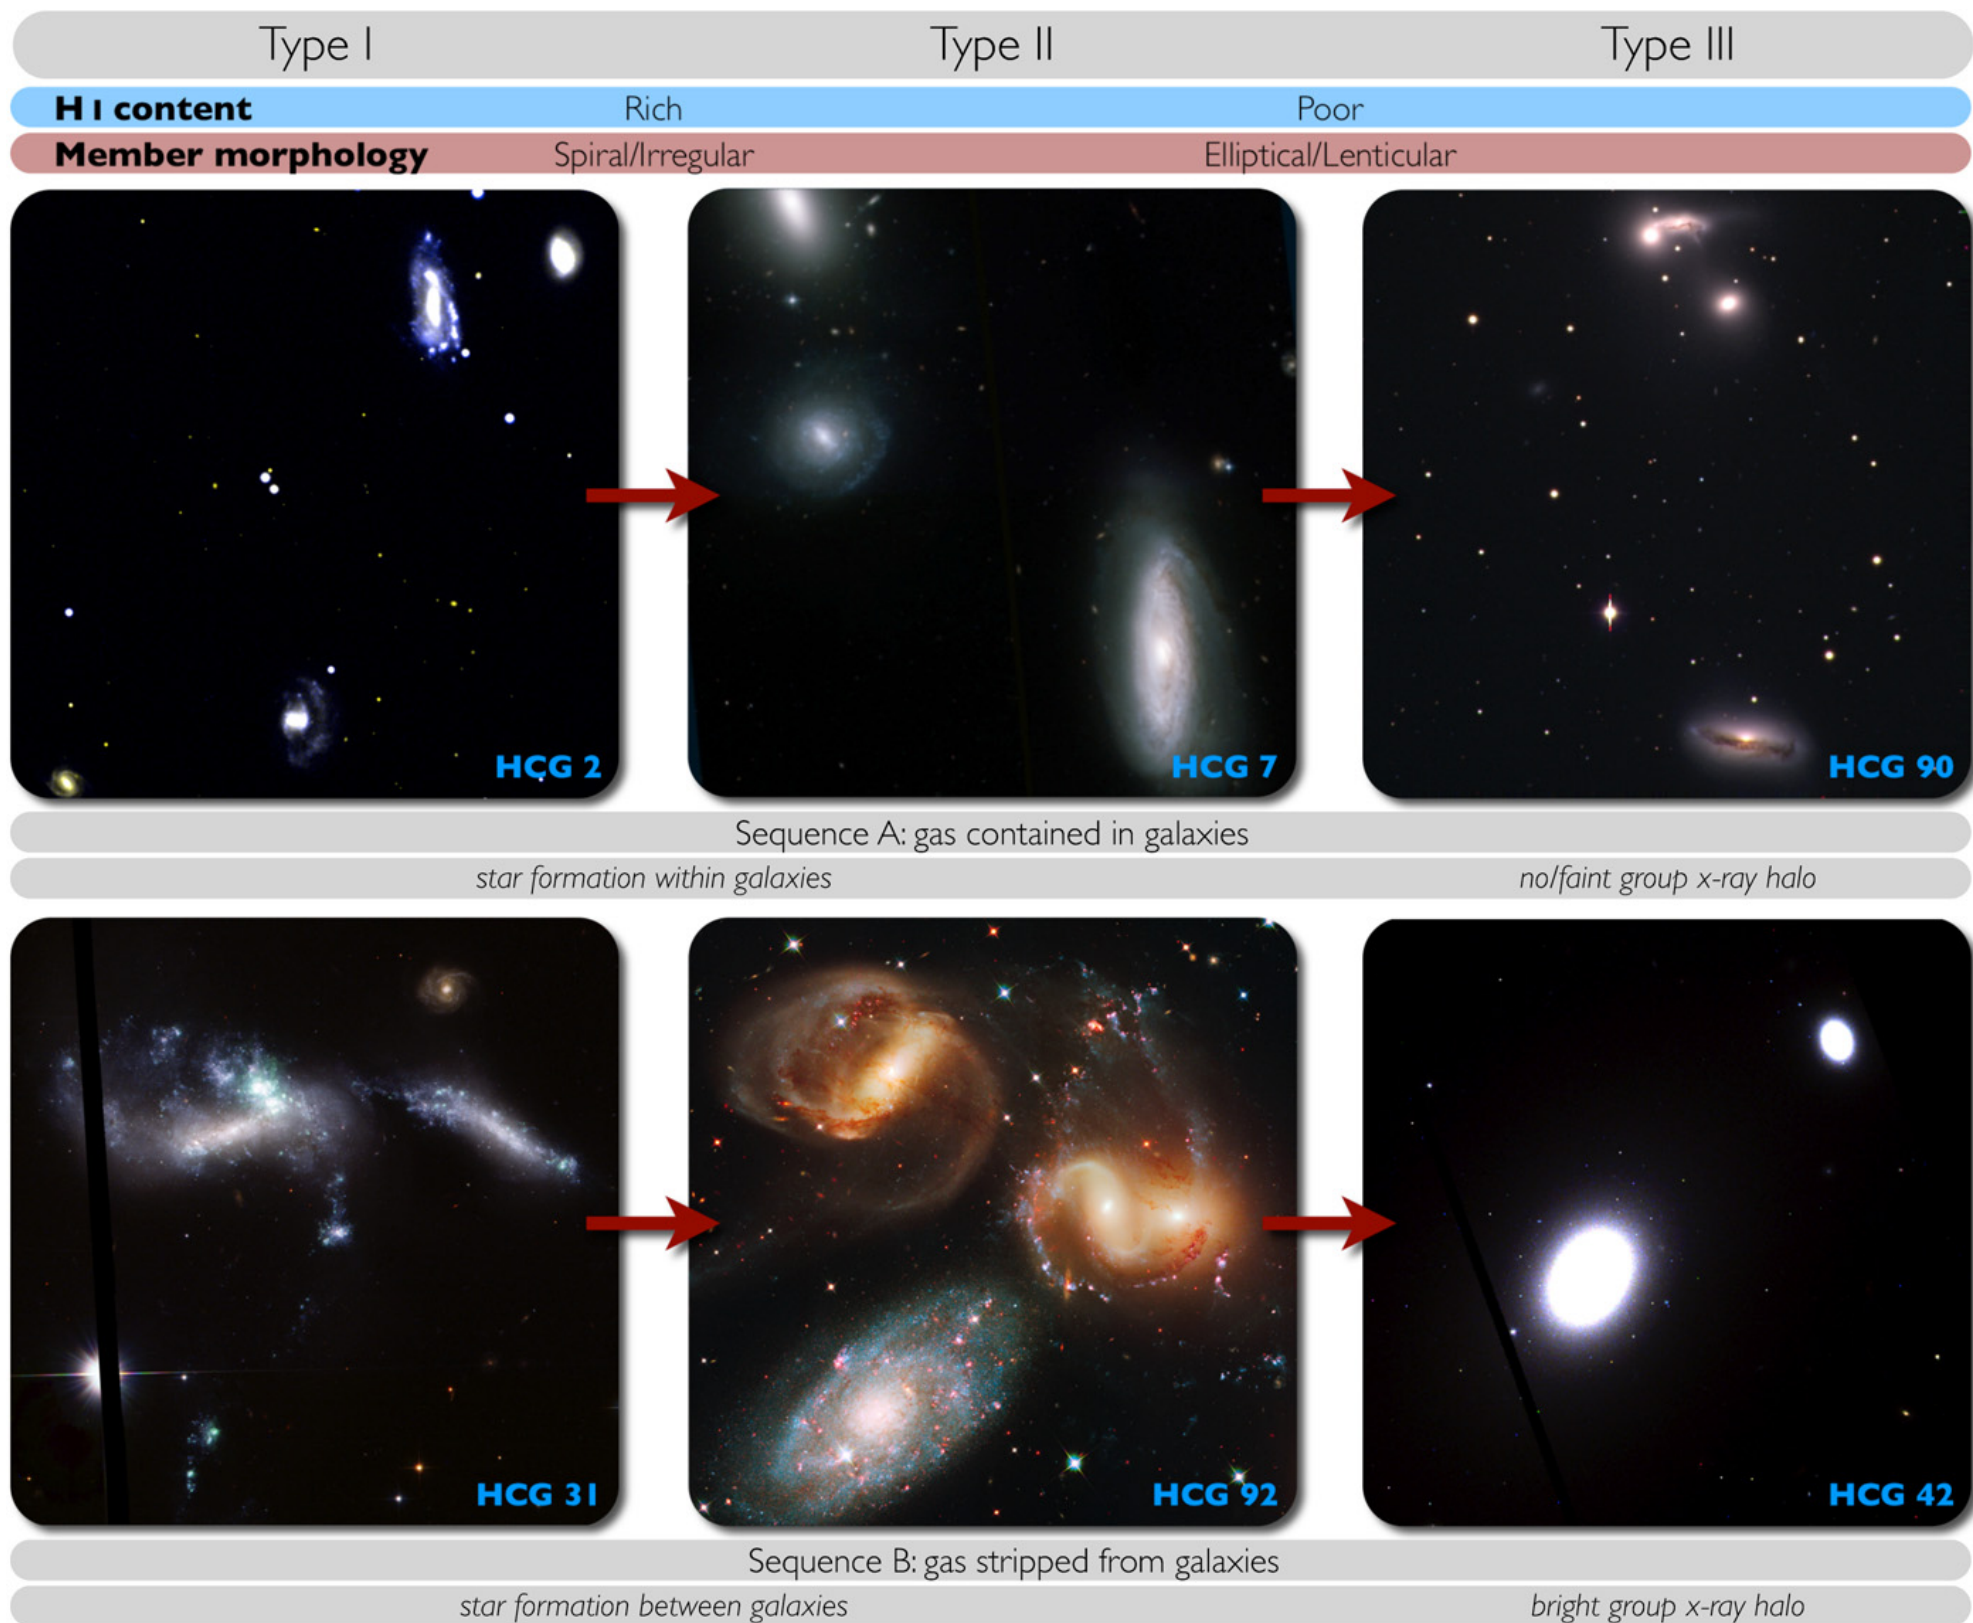 Type I Type II Type III
H I content Rich Poor
Member morphology Spiral/Irregular Elliptical/Lenticular
HCG 2 HCG 7 HCG 90
Sequence A: gas contained in galaxies
star formation within galaxies no/faint group x-ray halo
HCG 31 HCG 92 HCG 42
Sequence B: gas stripped from galaxies
star formation between galaxies bright group x-ray halo